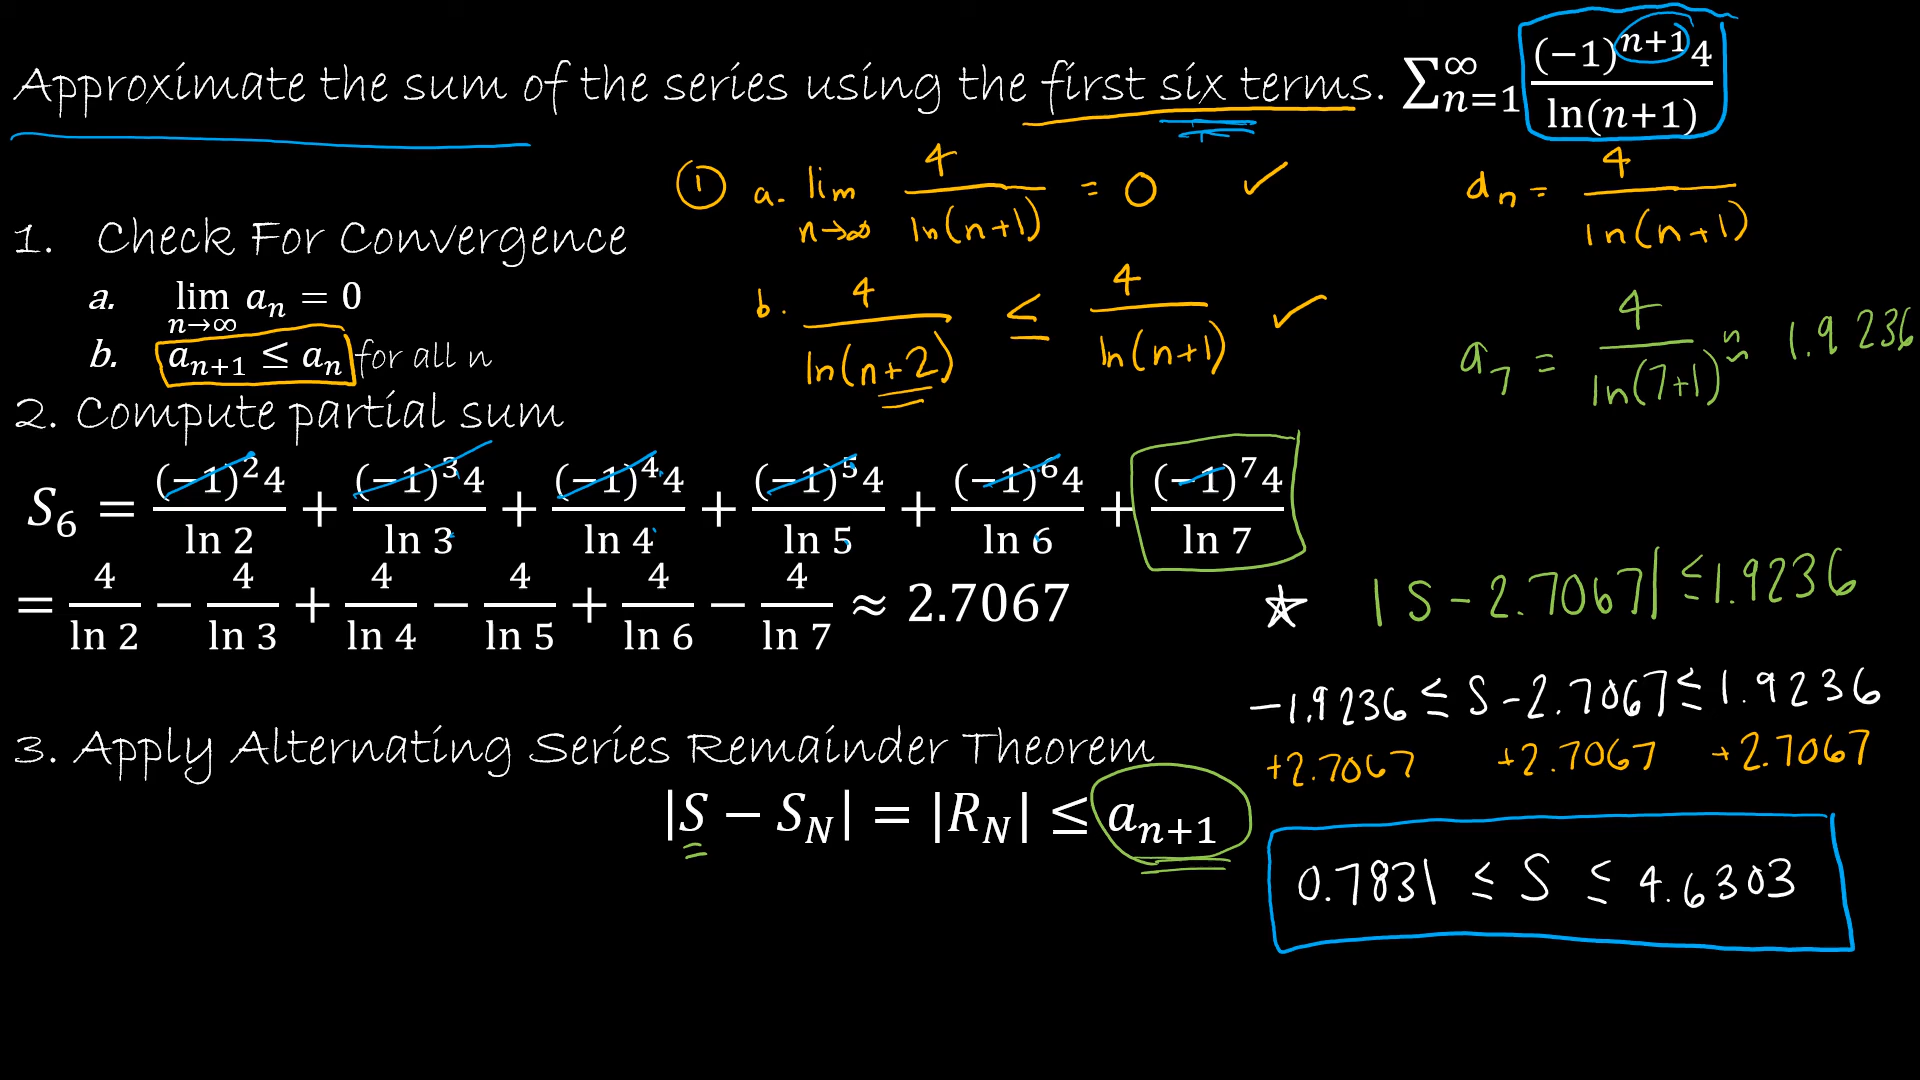 Approximate the sum of the series using the first six terms. ∑_{n=1}^{∞} (−1)^{n+1}4 / ln(n+1)
① a. lim_{n→∞} 4 / ln(n+1) = 0 ✓
a_n = 4 / ln(n+1)
1. Check For Convergence
a. lim_{n→∞} a_n = 0
b. a_{n+1} ≤ a_n for all n
b. 4 / ln(n+2) ≤ 4 / ln(n+1) ✓
a_7 = 4 / ln(7+1) ≈ 1.9236
2. Compute partial sum
S_6 = (−1)^2 4 / ln 2 + (−1)^3 4 / ln 3 + (−1)^4 4 / ln 4 + (−1)^5 4 / ln 5 + (−1)^6 4 / ln 6 + (−1)^7 4 / ln 7
= 4 / ln 2 − 4 / ln 3 + 4 / ln 4 − 4 / ln 5 + 4 / ln 6 − 4 / ln 7 ≈ 2.7067
☆ |S − 2.7067| ≤ 1.9236
−1.9236 ≤ S − 2.7067 ≤ 1.9236
+2.7067 +2.7067 +2.7067
3. Apply Alternating Series Remainder Theorem
|S − S_N| = |R_N| ≤ a_{n+1}
0.7831 ≤ S ≤ 4.6303